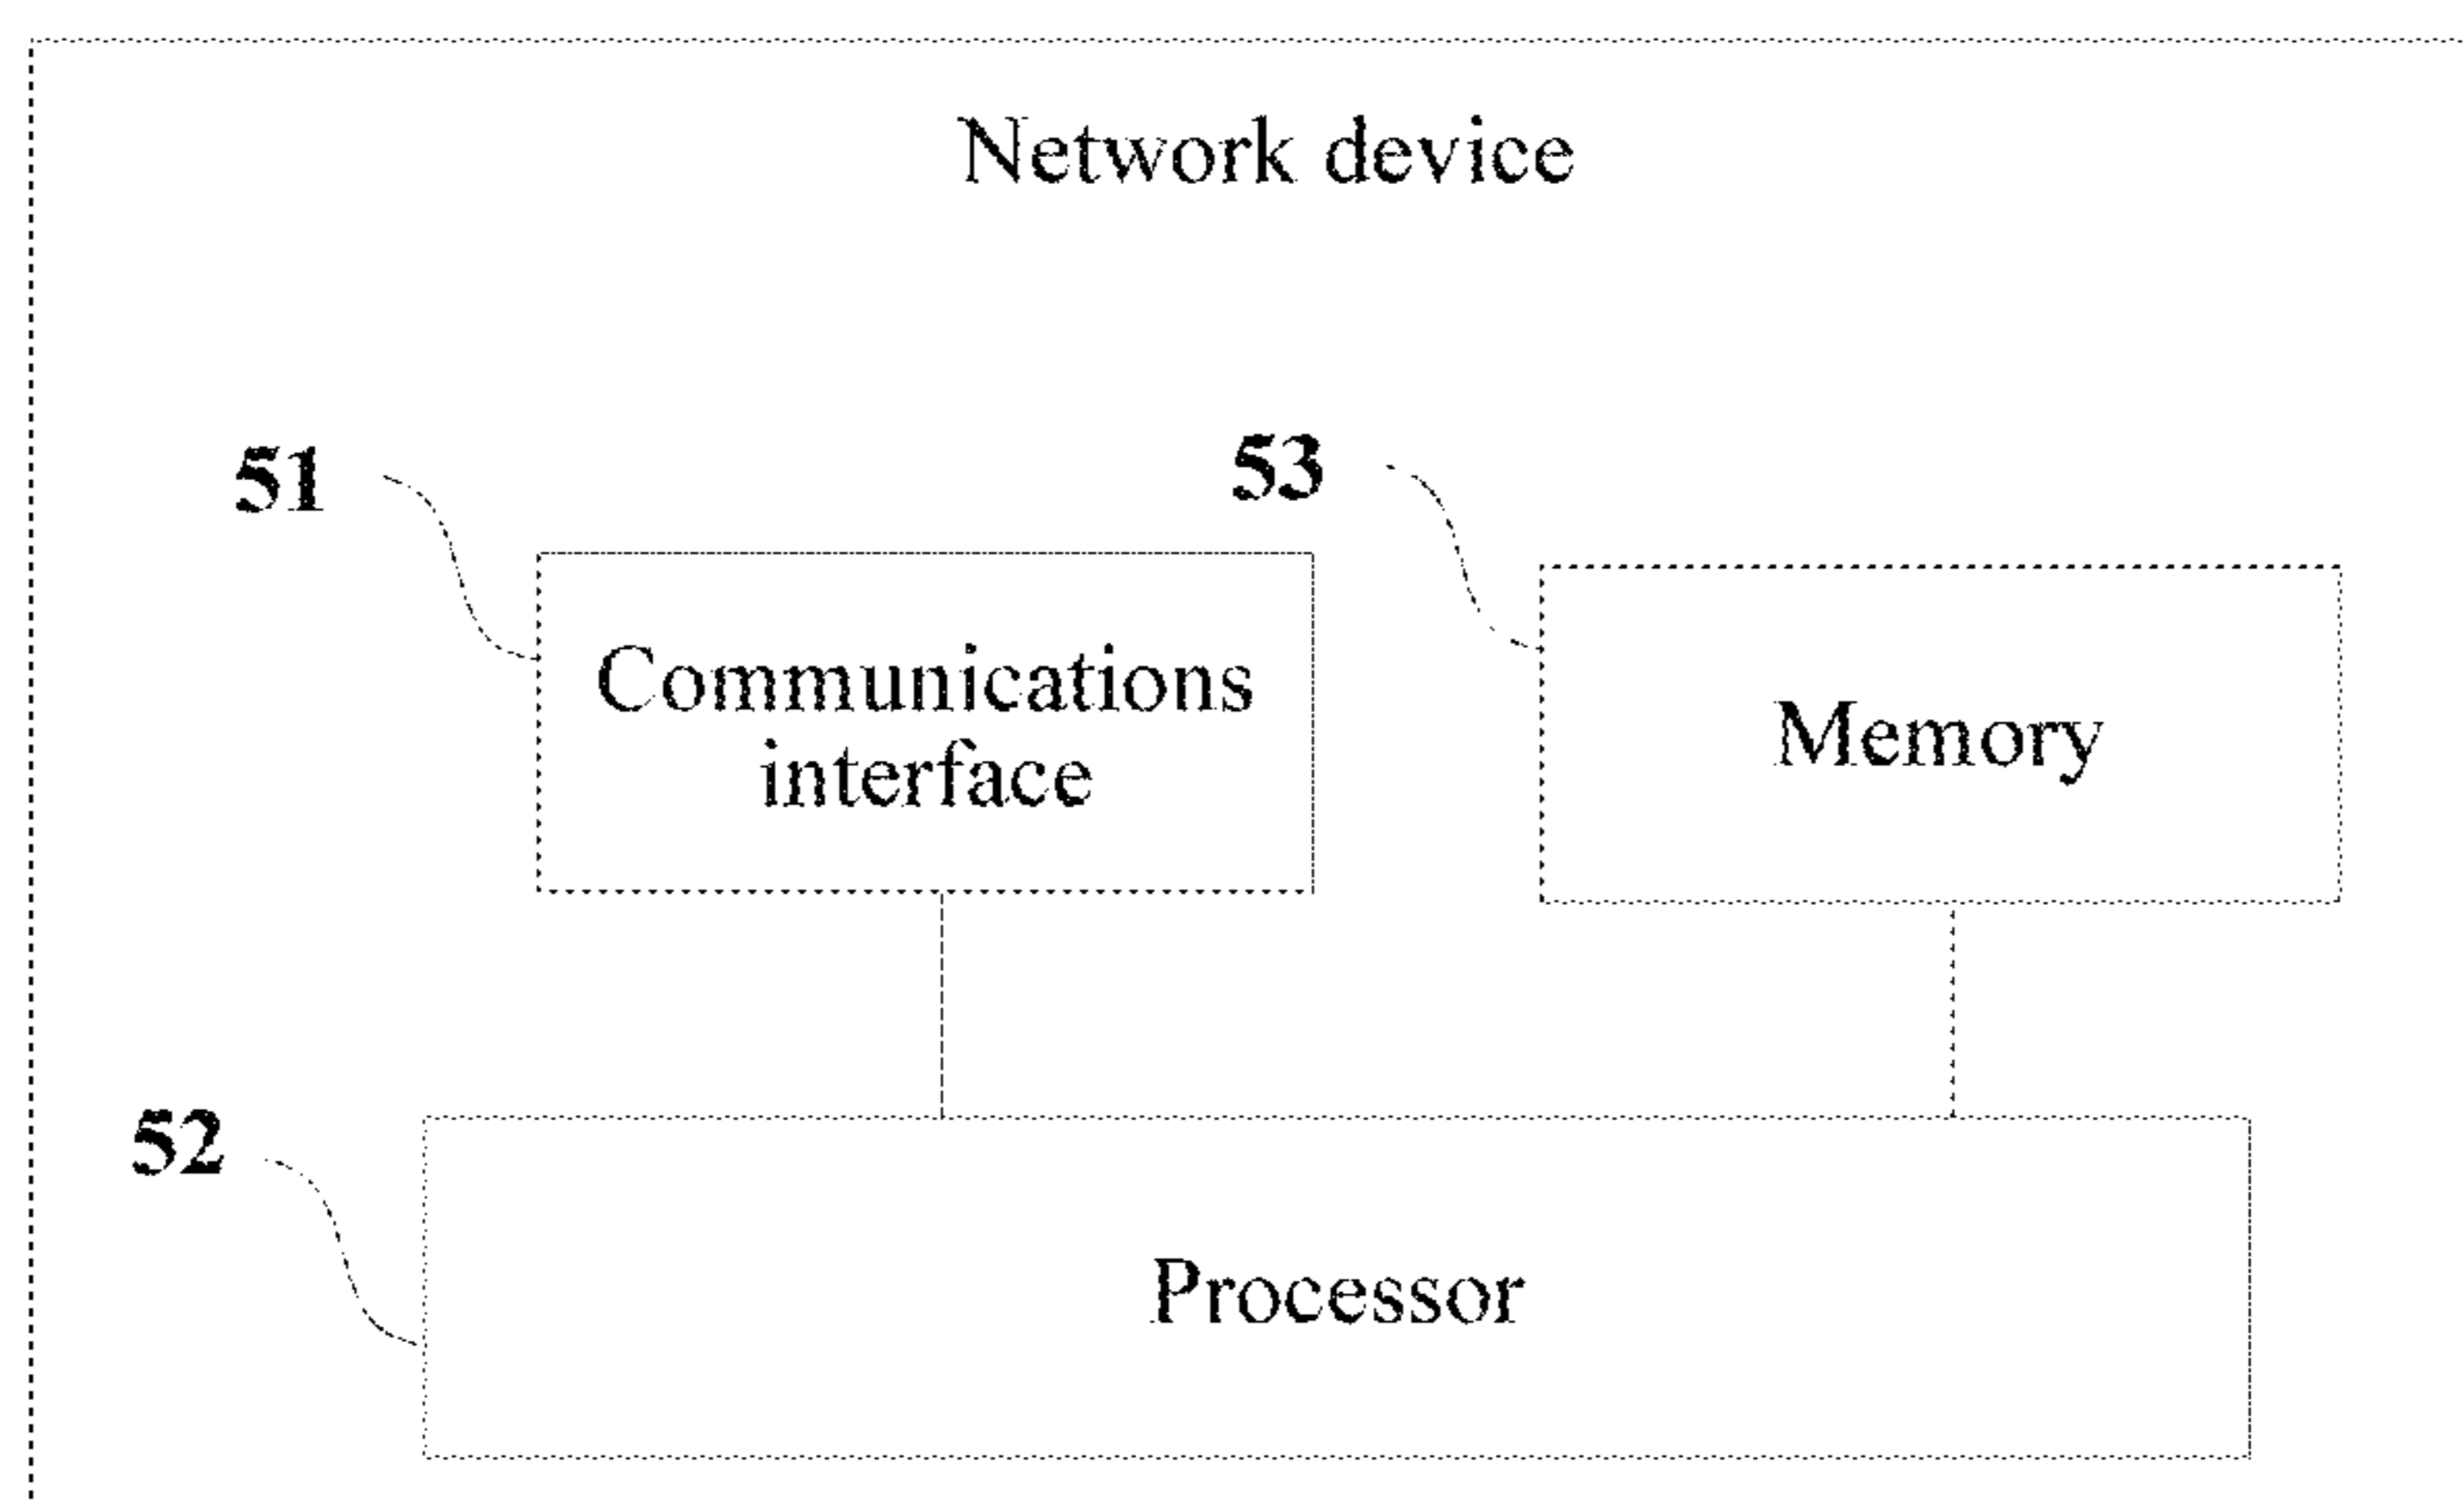 Network device
51
53
Communications
interface
Memory
52
Processor